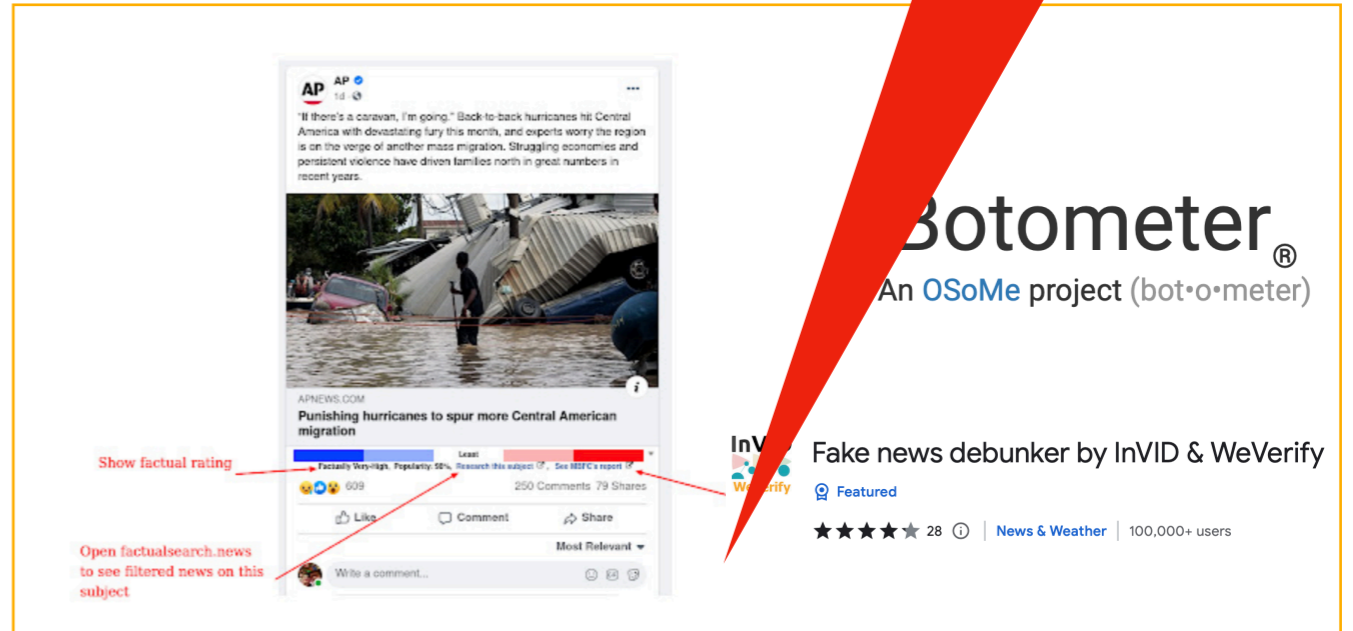 AP
AP
1d
"If there's a caravan, I'm going." Back-to-back hurricanes hit Central
America with devastating fury this month, and experts worry the region
is on the verge of another mass migration. Struggling economies and
persistent violence have driven families north in great numbers in
recent years.
i
APNEWS.COM
Punishing hurricanes to spur more Central American
migration
Least
Factually Very-High, Popularity: 50%, Research this subject , See MBFC's report
609
250 Comments 79 Shares
Like
Comment
Share
Most Relevant
Write a comment...
Show factual rating
Open factualsearch.news
to see filtered news on this
subject
otometer®
An OSoMe project (bot•o•meter)
InV
WeVerify
Fake news debunker by InVID & WeVerify
Featured
28
News & Weather
100,000+ users